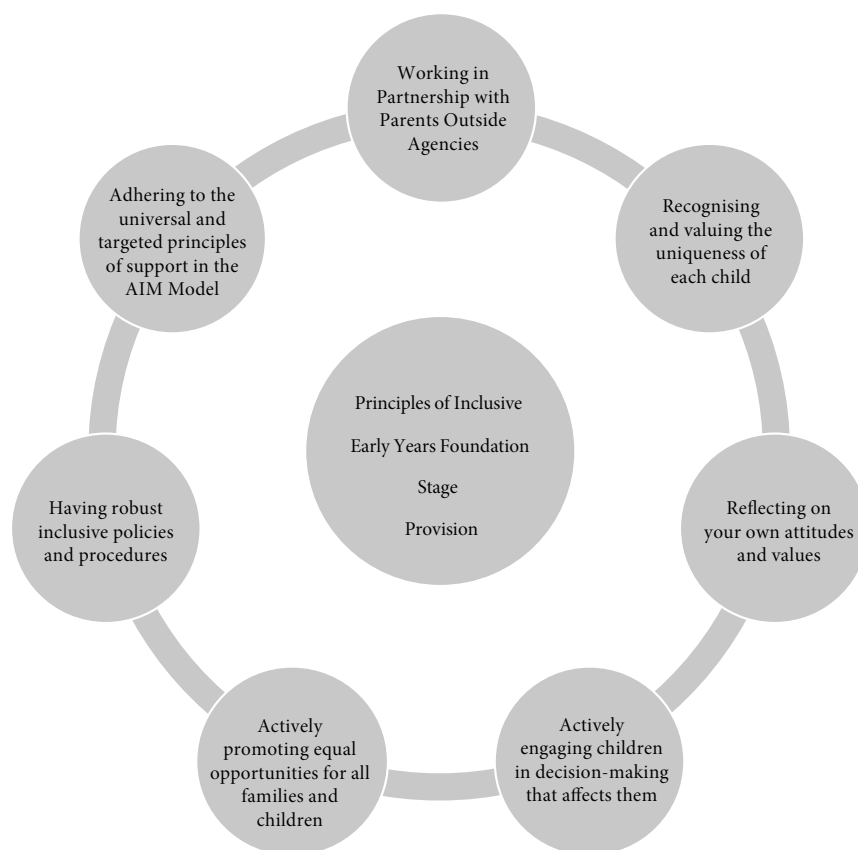 Working in
Partnership with
Parents Outside
Agencies
Recognising
and valuing the
uniqueness of
each child
Reflecting on
your own attitudes
and values
Actively
engaging children
in decision-making
that affects them
Actively
promoting equal
opportunities for all
families and
children
Having robust
inclusive policies
and procedures
Adhering to the
universal and
targeted principles
of support in the
AIM Model
Principles of Inclusive
Early Years Foundation
Stage
Provision